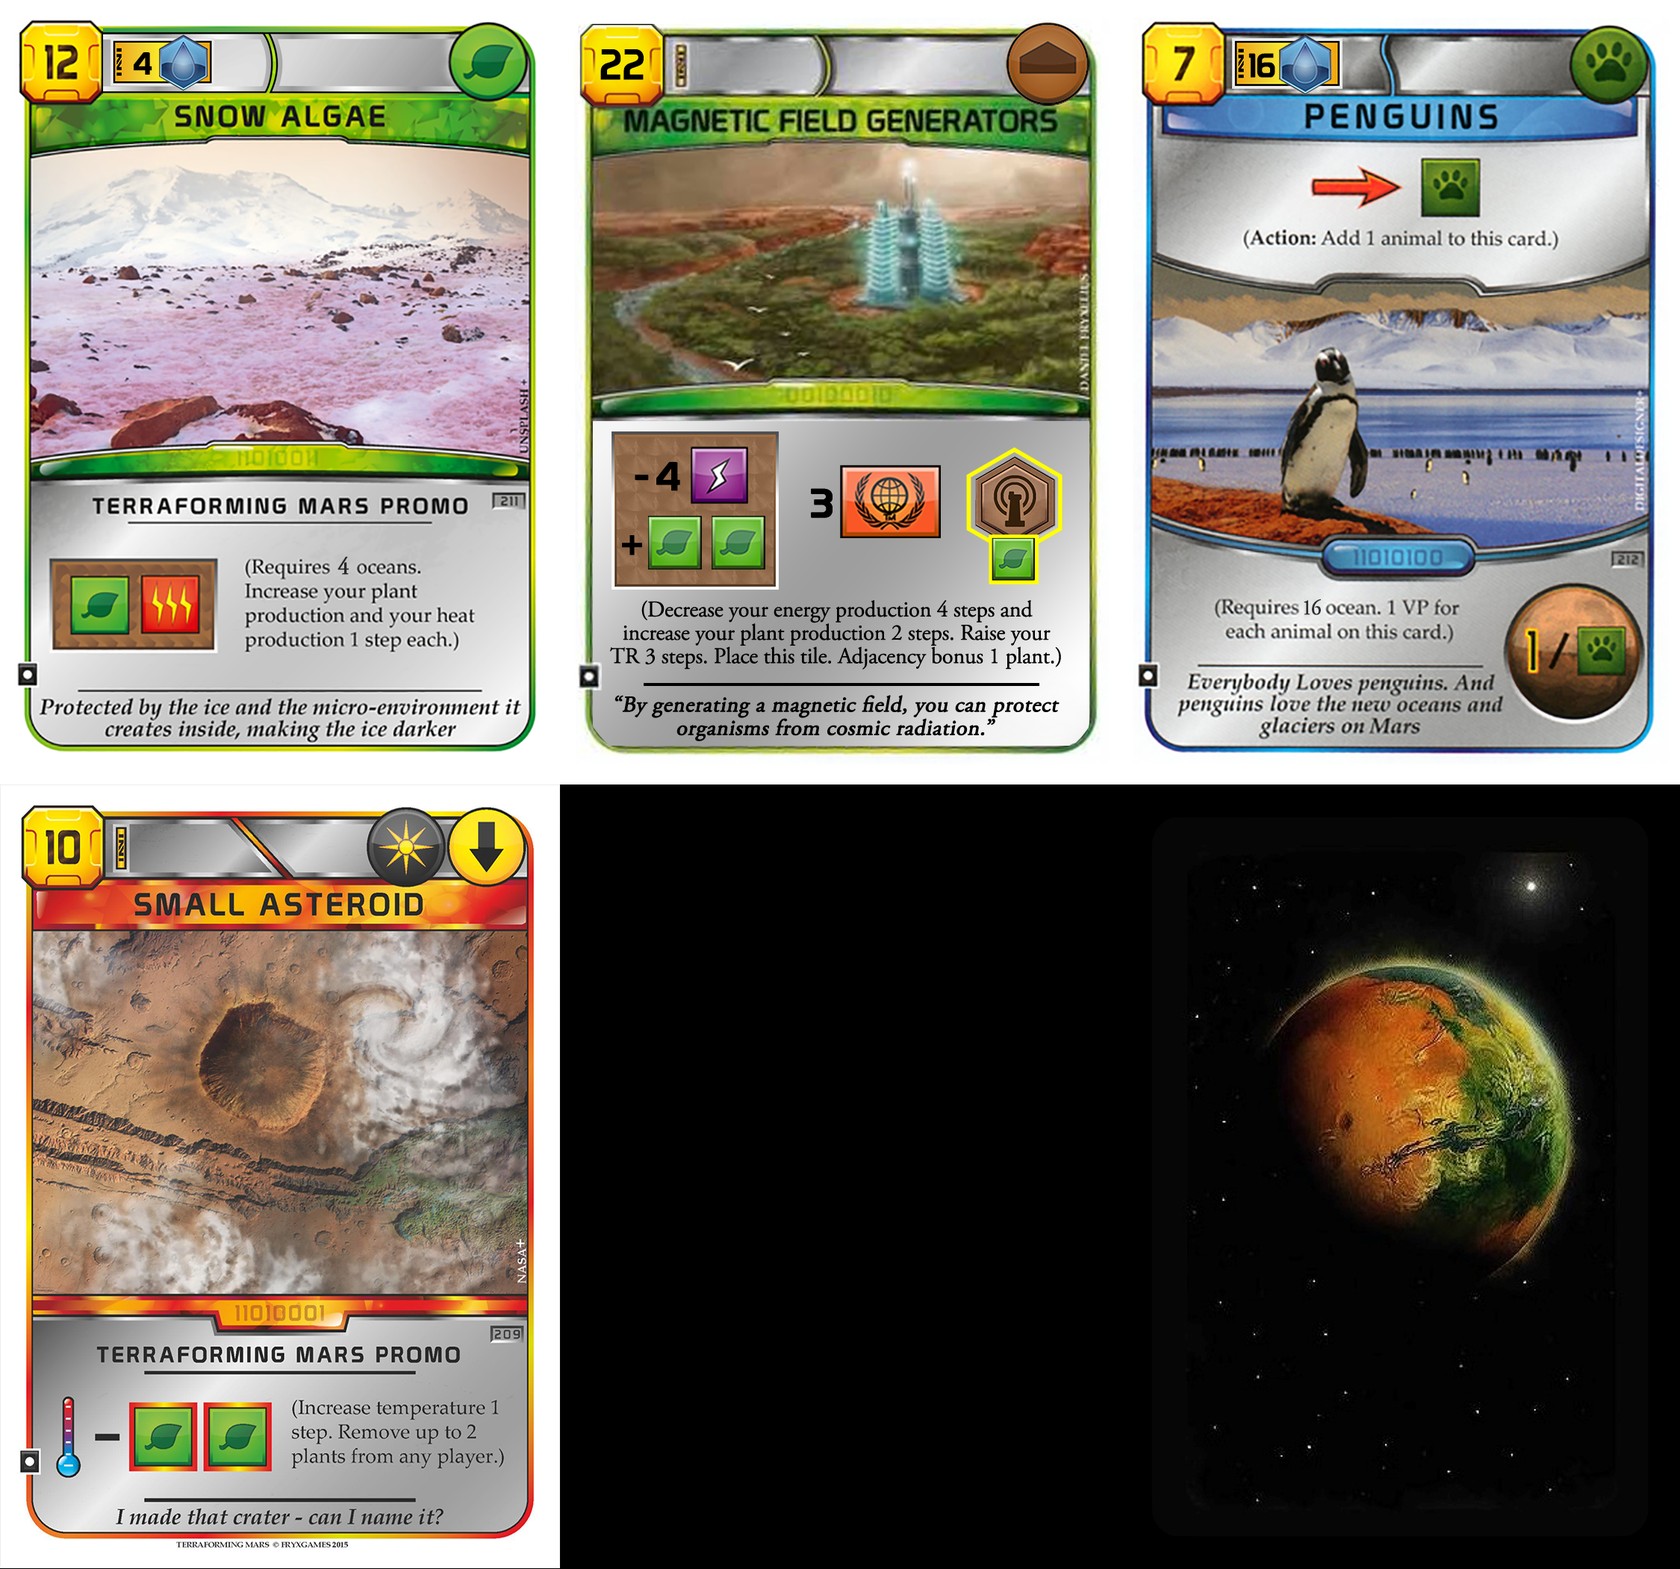 12
4
SNOW ALGAE
UNSPLASH +
11010011
TERRAFORMING MARS PROMO
211
(Requires 4 oceans.
Increase your plant
production and your heat
production 1 step each.)
Protected by the ice and the micro-environment it
creates inside, making the ice darker
22
MAGNETIC FIELD GENERATORS
DANIEL FRYXELIUS +
00100010
-4
+
3
TM
(Decrease your energy production 4 steps and
increase your plant production 2 steps. Raise your
TR 3 steps. Place this tile. Adjacency bonus 1 plant.)
“By generating a magnetic field, you can protect
organisms from cosmic radiation.”
7
16
PENGUINS
(Action: Add 1 animal to this card.)
DIGITALDESIGNER+
11010100
212
(Requires 16 ocean. 1 VP for
each animal on this card.)
1 /
Everybody Loves penguins. And
penguins love the new oceans and
glaciers on Mars
10
SMALL ASTEROID
NASA+
11010001
209
TERRAFORMING MARS PROMO
-
(Increase temperature 1
step. Remove up to 2
plants from any player.)
I made that crater - can I name it?
TERRAFORMING MARS © FRYXGAMES 2015